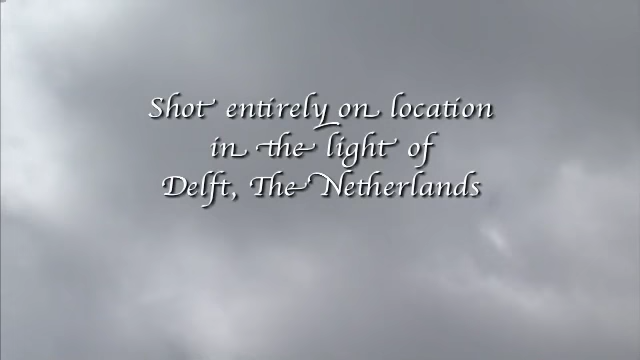 Shot entirely on location
in the light of
Delft, The Netherlands